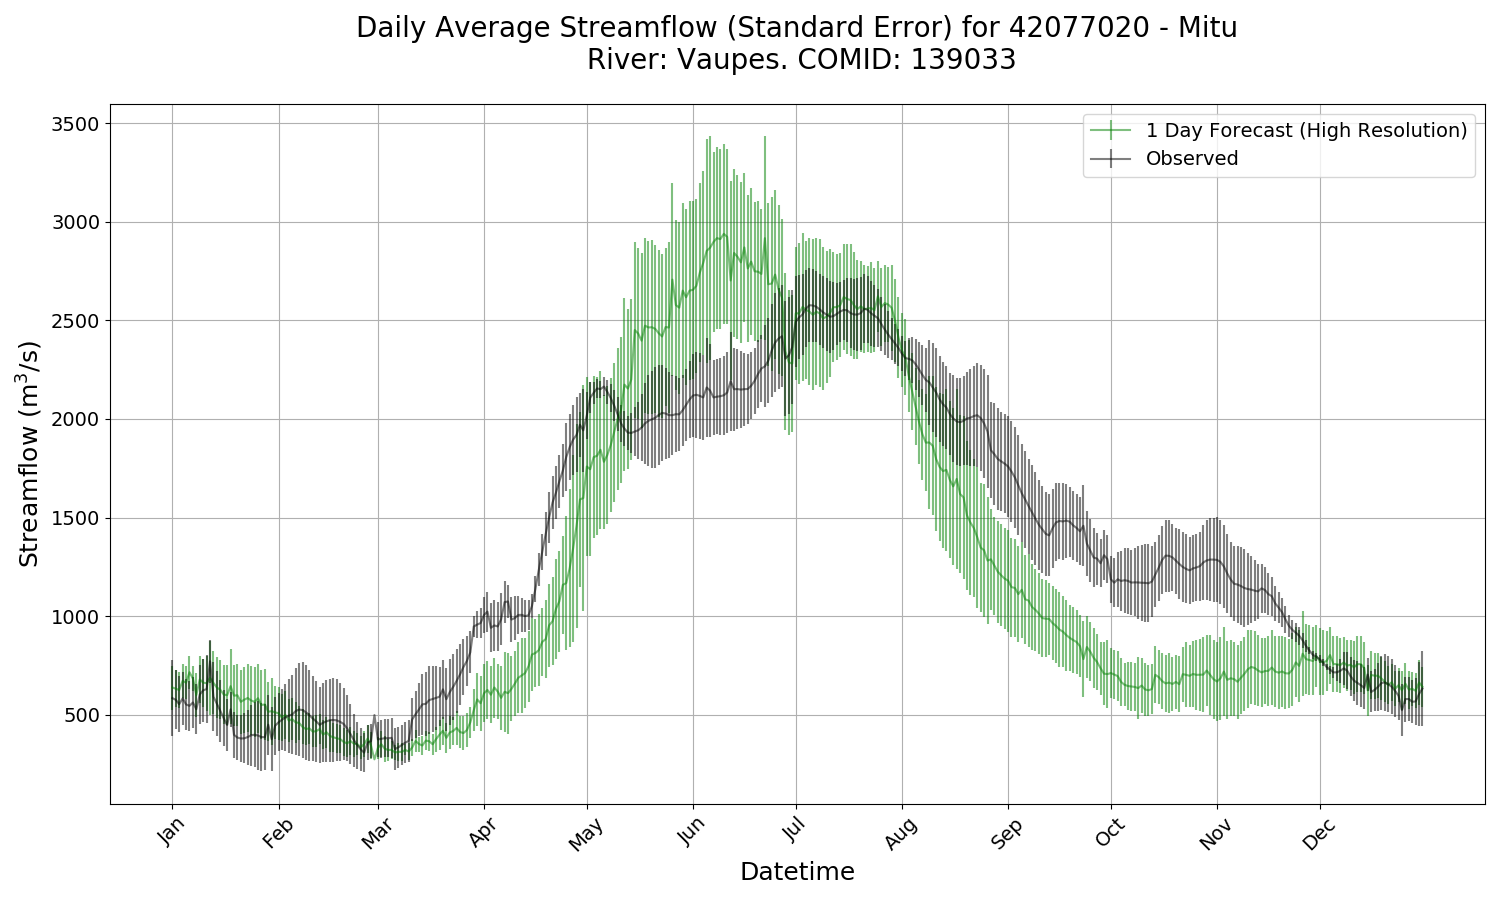 Daily Average Streamflow (Standard Error) for 42077020 - Mitu
River: Vaupes. COMID: 139033
3500
3000
2500
2000
1500
1000
500
Streamflow (m³/s)
1 Day Forecast (High Resolution)
Observed
Jan
Feb
Mar
Apr
May
Jun
Jul
Aug
Sep
Oct
Nov
Dec
Datetime